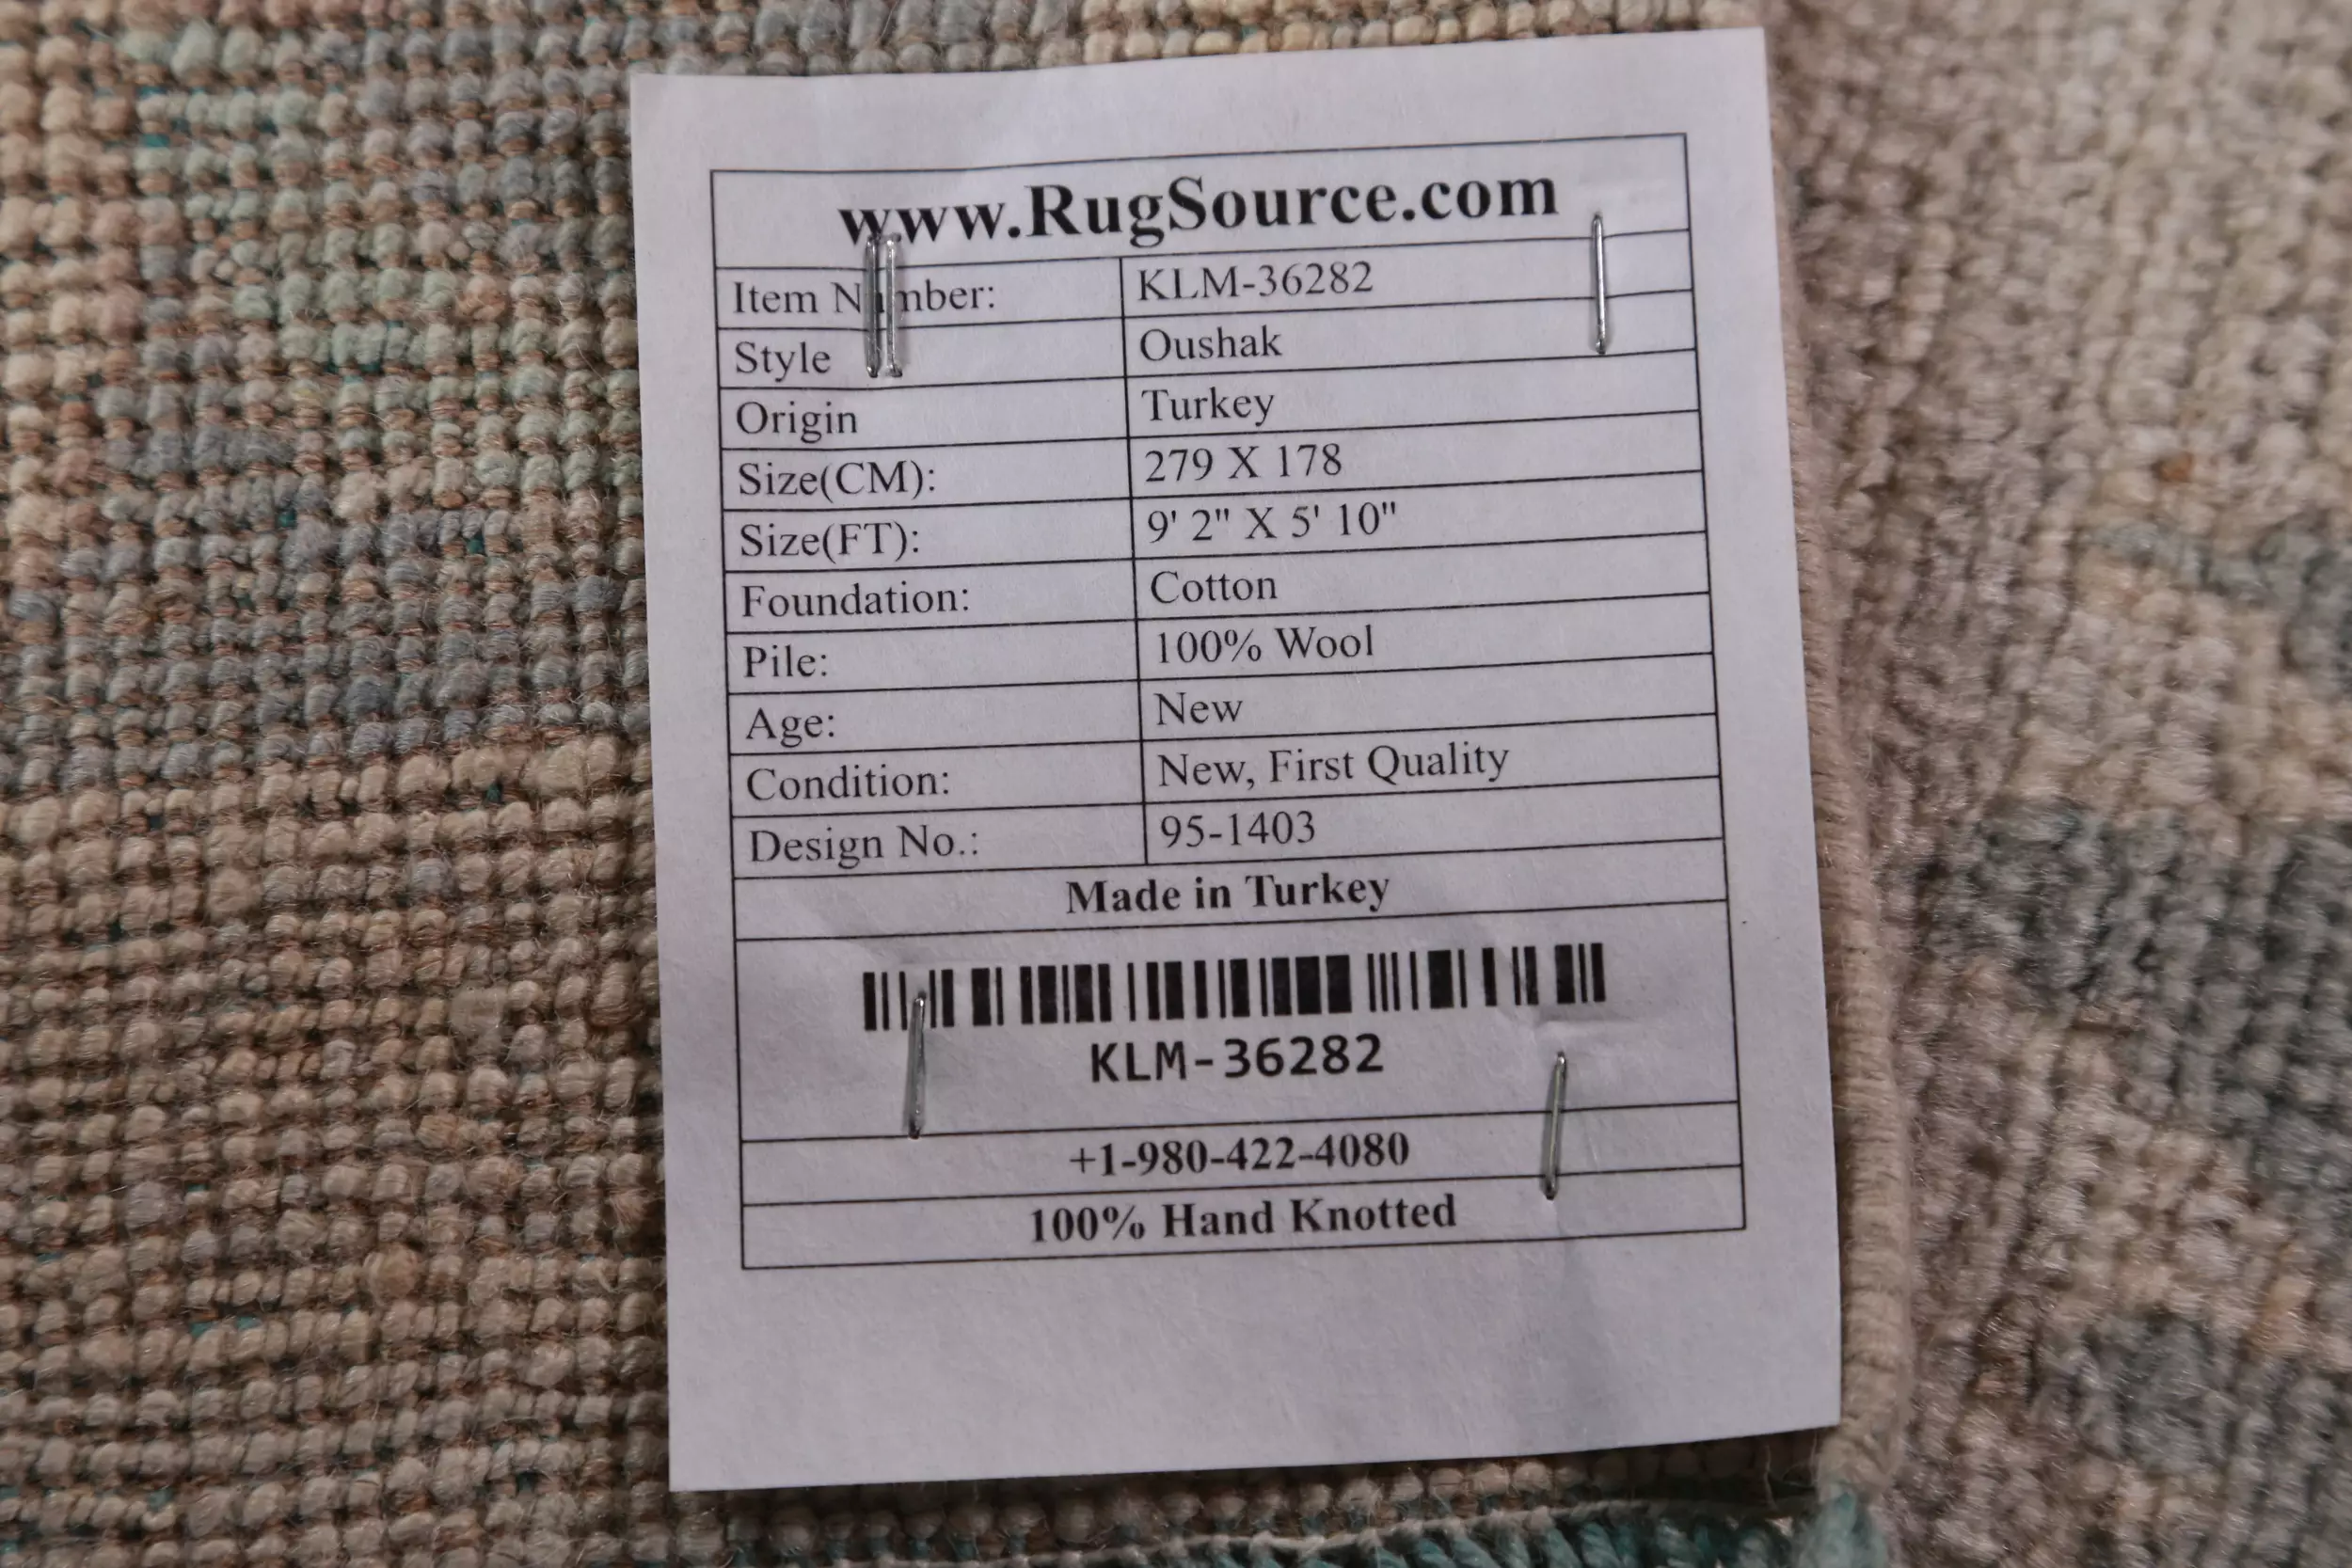 www.RugSource.com
Item Number: KLM-36282
Style Oushak
Origin Turkey
Size(CM): 279 X 178
Size(FT): 9' 2" X 5' 10"
Foundation: Cotton
Pile: 100% Wool
Age: New
Condition: New, First Quality
Design No.: 95-1403
Made in Turkey
KLM-36282
+1-980-422-4080
100% Hand Knotted